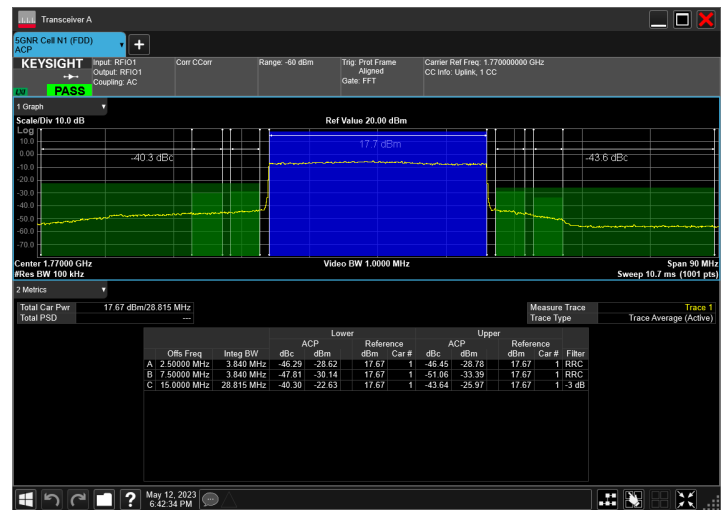 Transceiver A
5GNR Cell N1 (FDD)
ACP
KEYSIGHT
LXI
PASS
Input: RFIO1
Output: RFIO1
Coupling: AC
Corr CCorr
Range: -60 dBm
Trig: Prot Frame
Aligned
Gate: FFT
Carrier Ref Freq: 1.770000000 GHz
CC Info: Uplink, 1 CC
1 Graph
Scale/Div 10.0 dB
Ref Value 20.00 dBm
Log
10.0
0.00
-10.0
-20.0
-30.0
-40.0
-50.0
-60.0
-70.0
-40.3 dBc
17.7 dBm
-43.6 dBc
Center 1.77000 GHz
Video BW 1.0000 MHz
Span 90 MHz
#Res BW 100 kHz
Sweep 10.7 ms (1001 pts)
2 Metrics
Total Car Pwr 17.67 dBm/28.815 MHz
Total PSD ---
Measure Trace Trace 1
Trace Type Trace Average (Active)
Lower Upper
ACP Reference ACP Reference
Offs Freq Integ BW dBc dBm dBm Car # dBc dBm dBm Car # Filter
A 2.50000 MHz 3.840 MHz -46.29 -28.62 17.67 1 -46.45 -28.78 17.67 1 RRC
B 7.50000 MHz 3.840 MHz -47.81 -30.14 17.67 1 -51.06 -33.39 17.67 1 RRC
C 15.0000 MHz 28.815 MHz -40.30 -22.63 17.67 1 -43.64 -25.97 17.67 1 -3 dB
May 12, 2023
6:42:34 PM